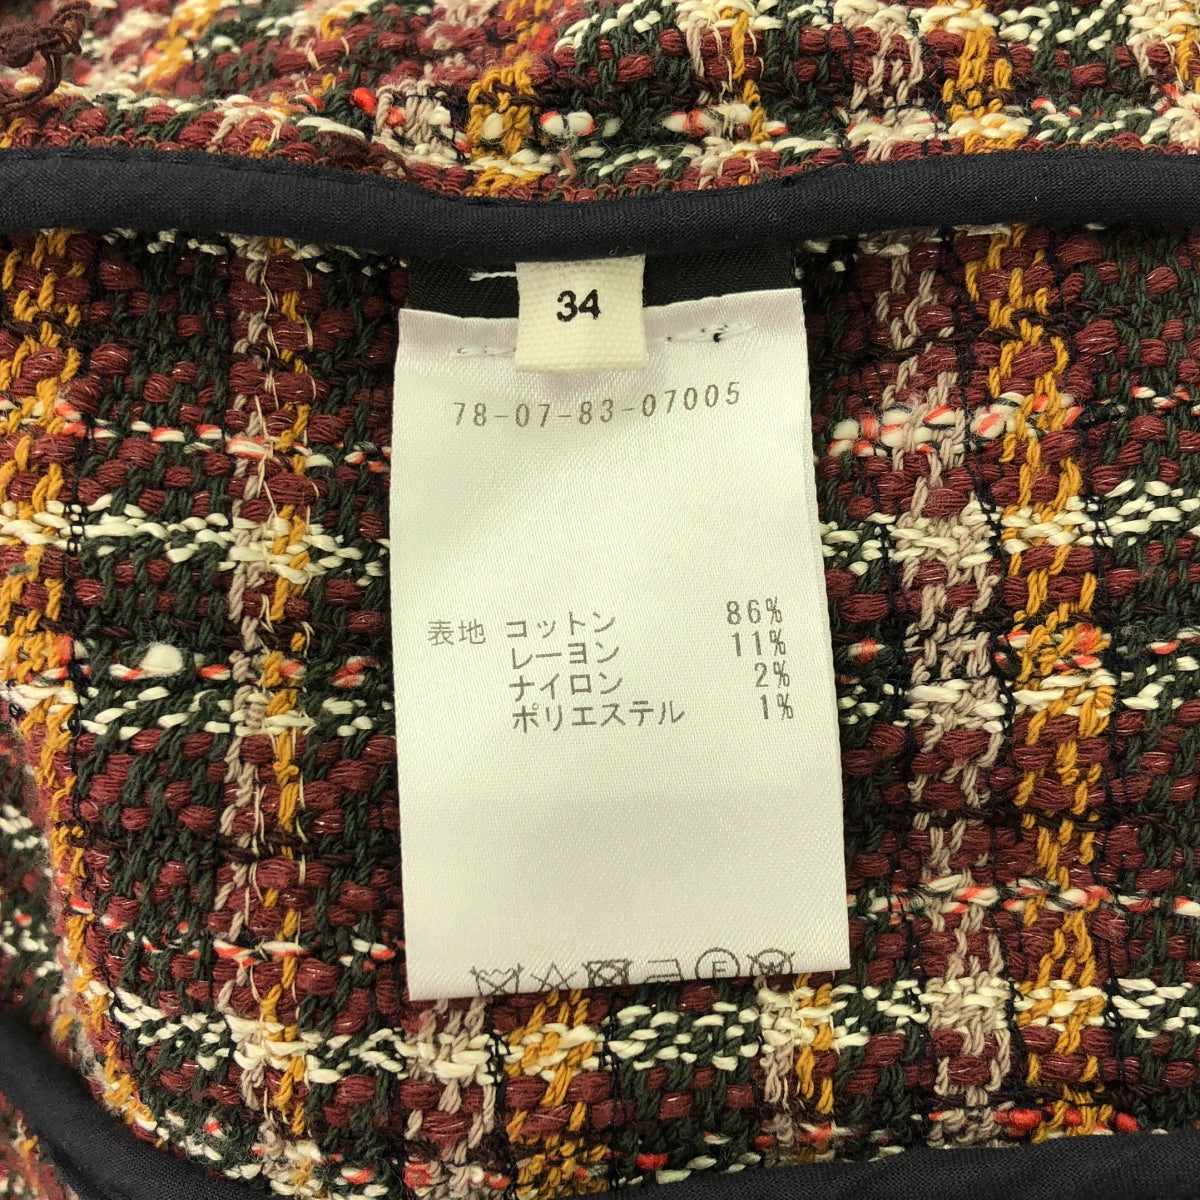 34
78-07-83-07005
表地 コットン 86%
レーヨン 11%
ナイロン 2%
ポリエステル 1%